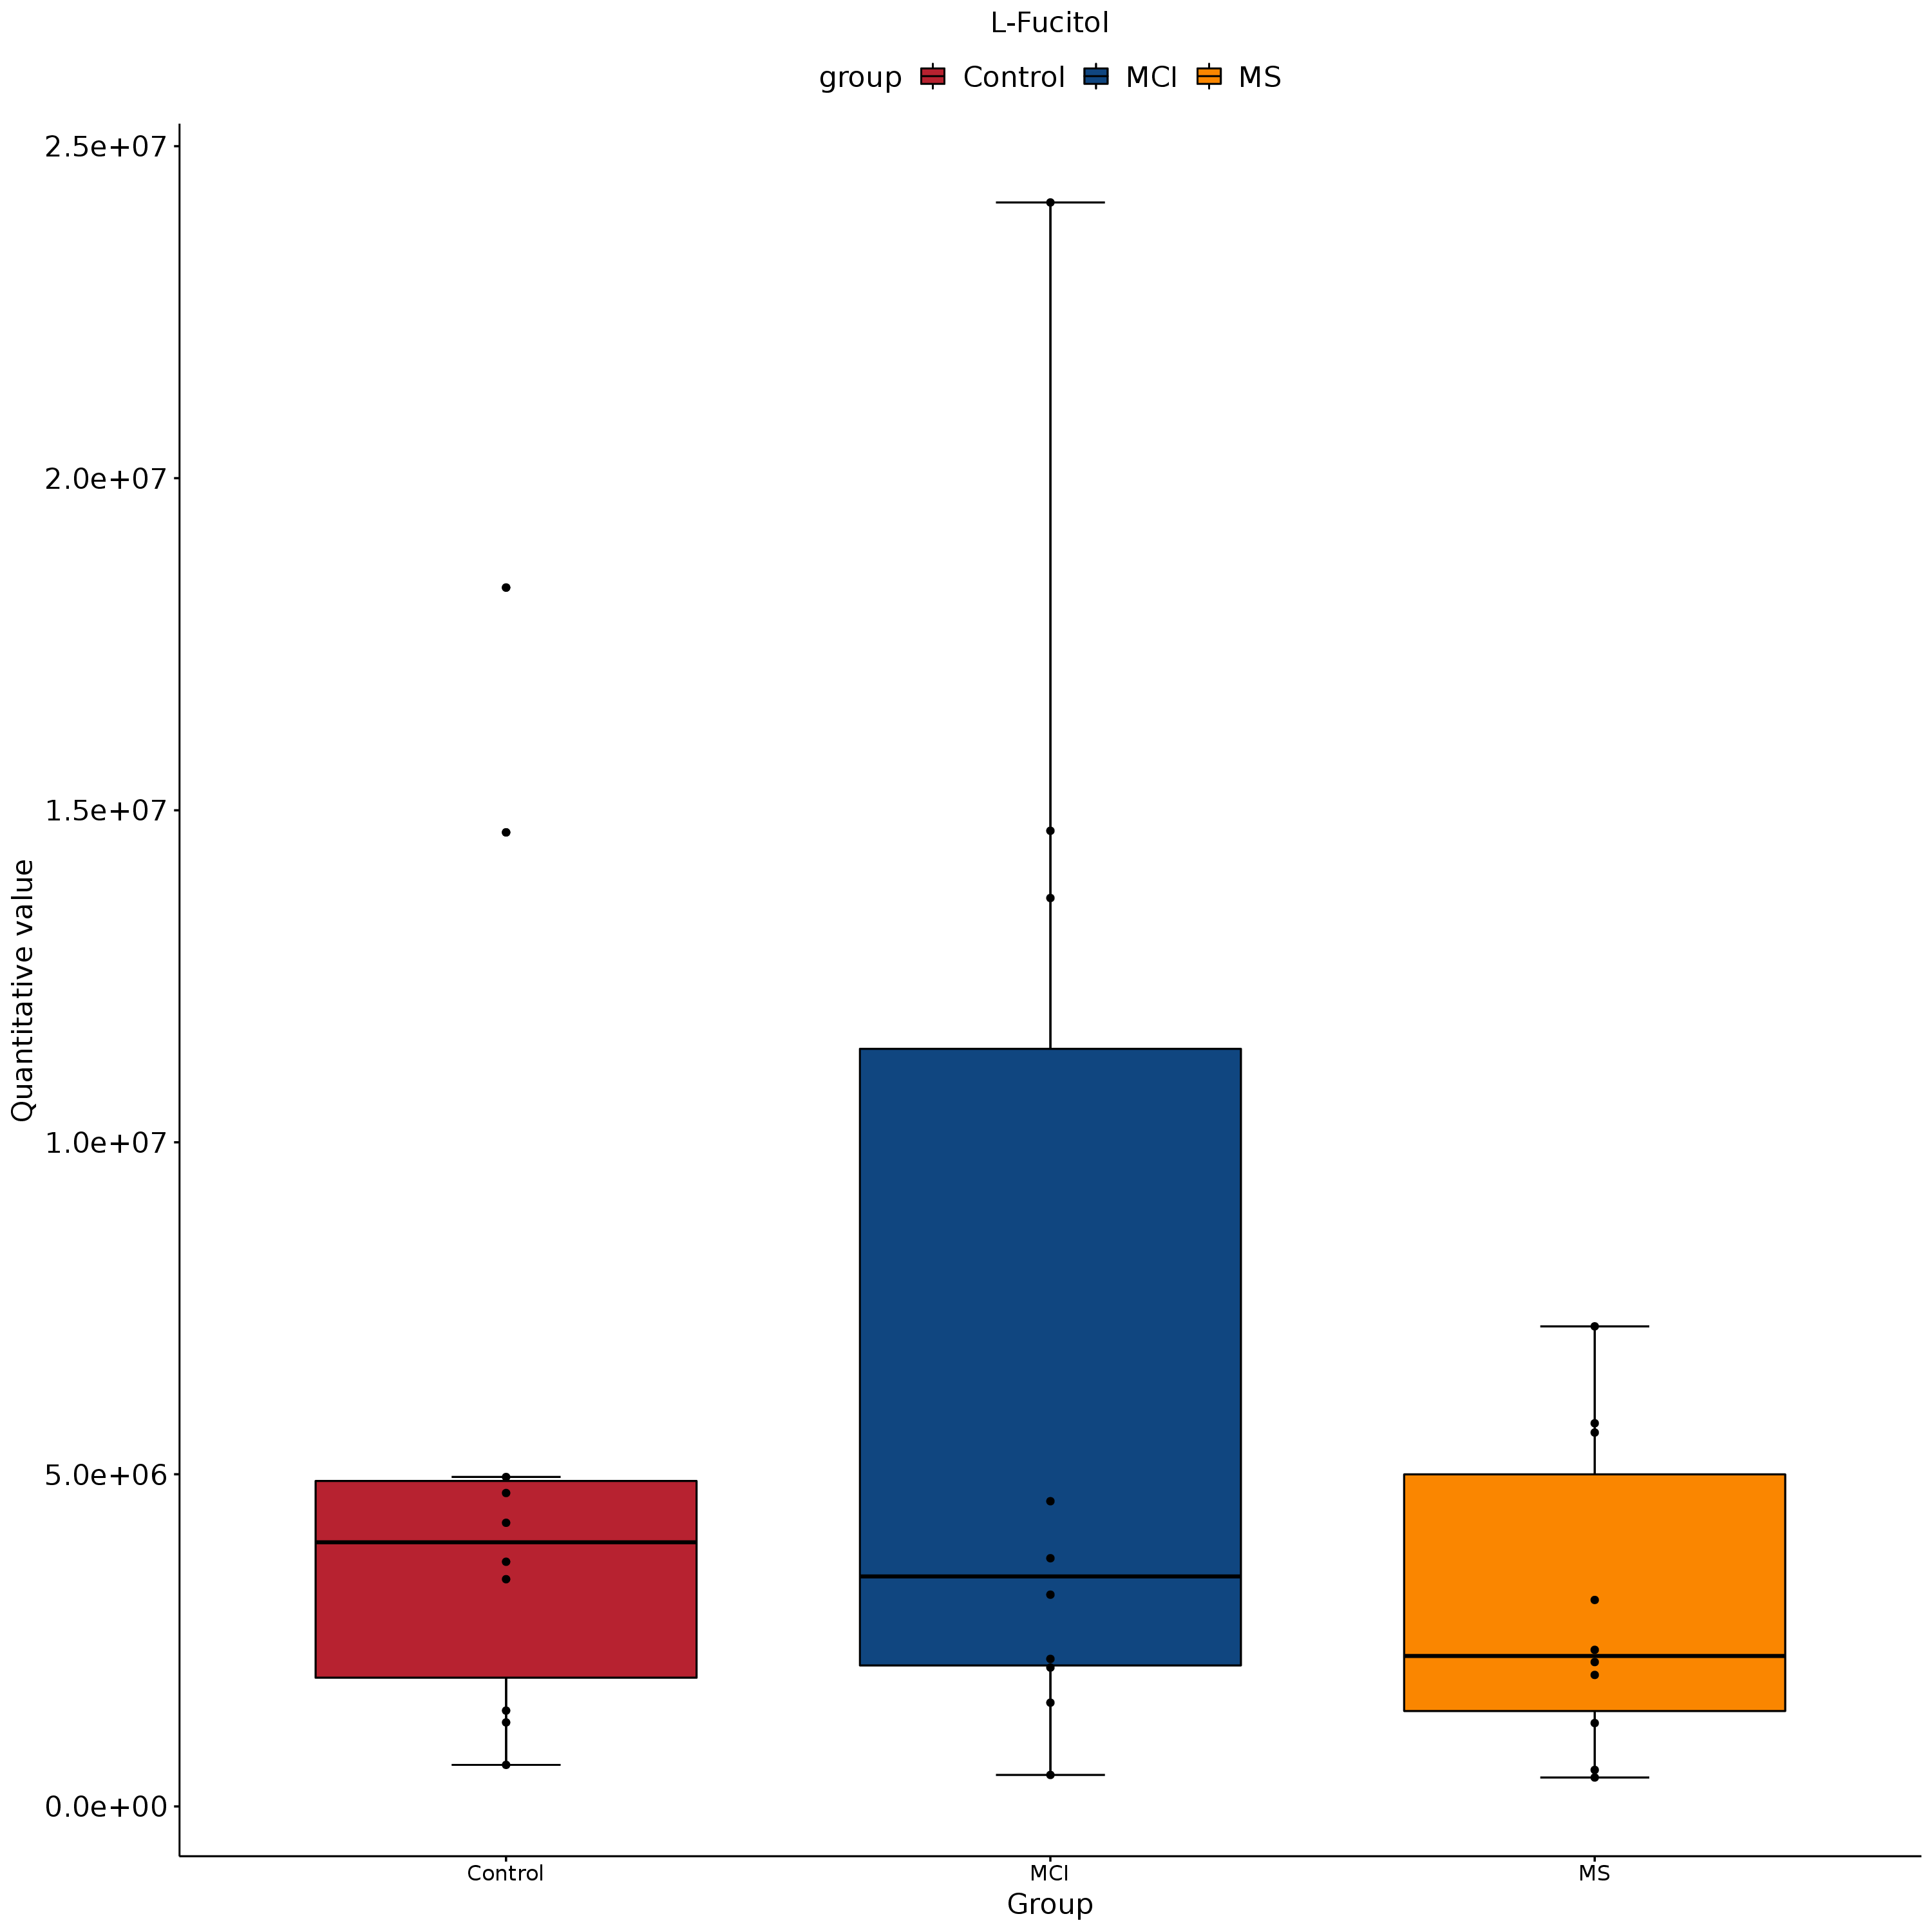 L-Fucitol
group Control MCI MS
2.5e+07
2.0e+07
1.5e+07
1.0e+07
5.0e+06
0.0e+00
Quantitative value
Control MCI MS
Group